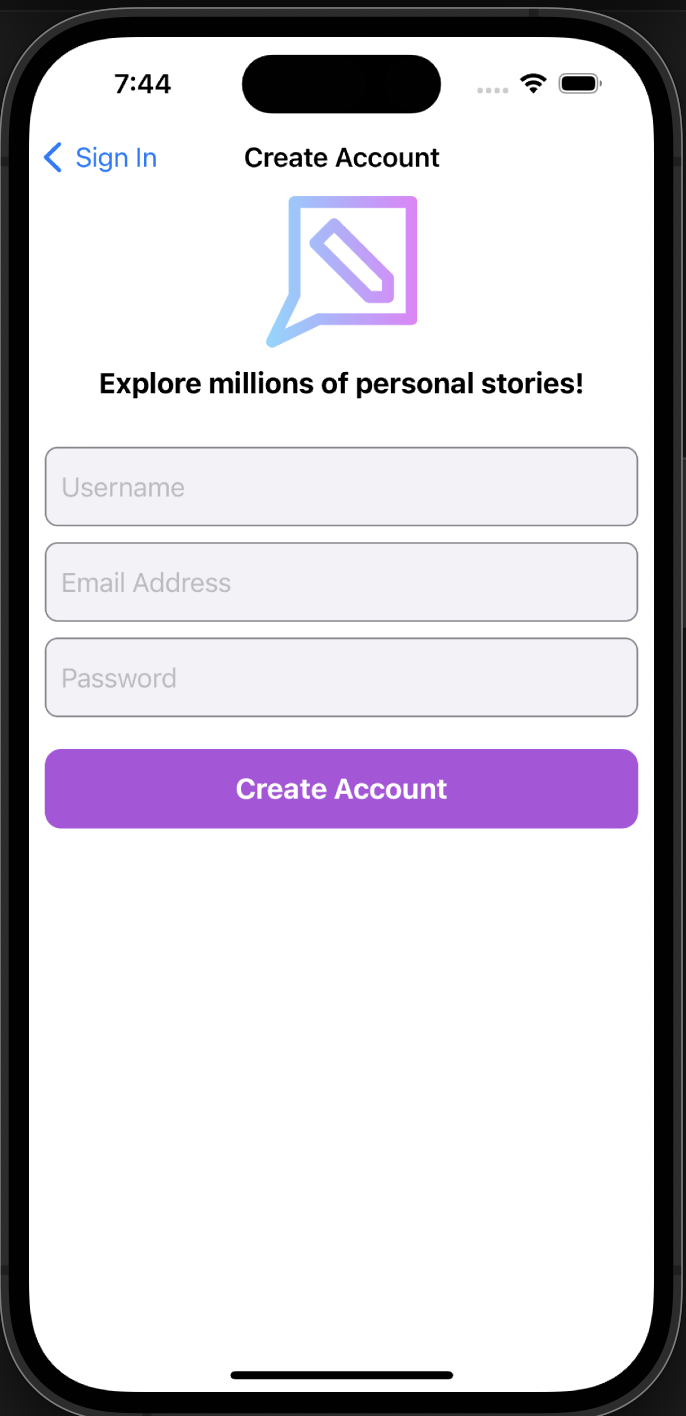 7:44
Sign In
Create Account
Explore millions of personal stories!
Username
Email Address
Password
Create Account